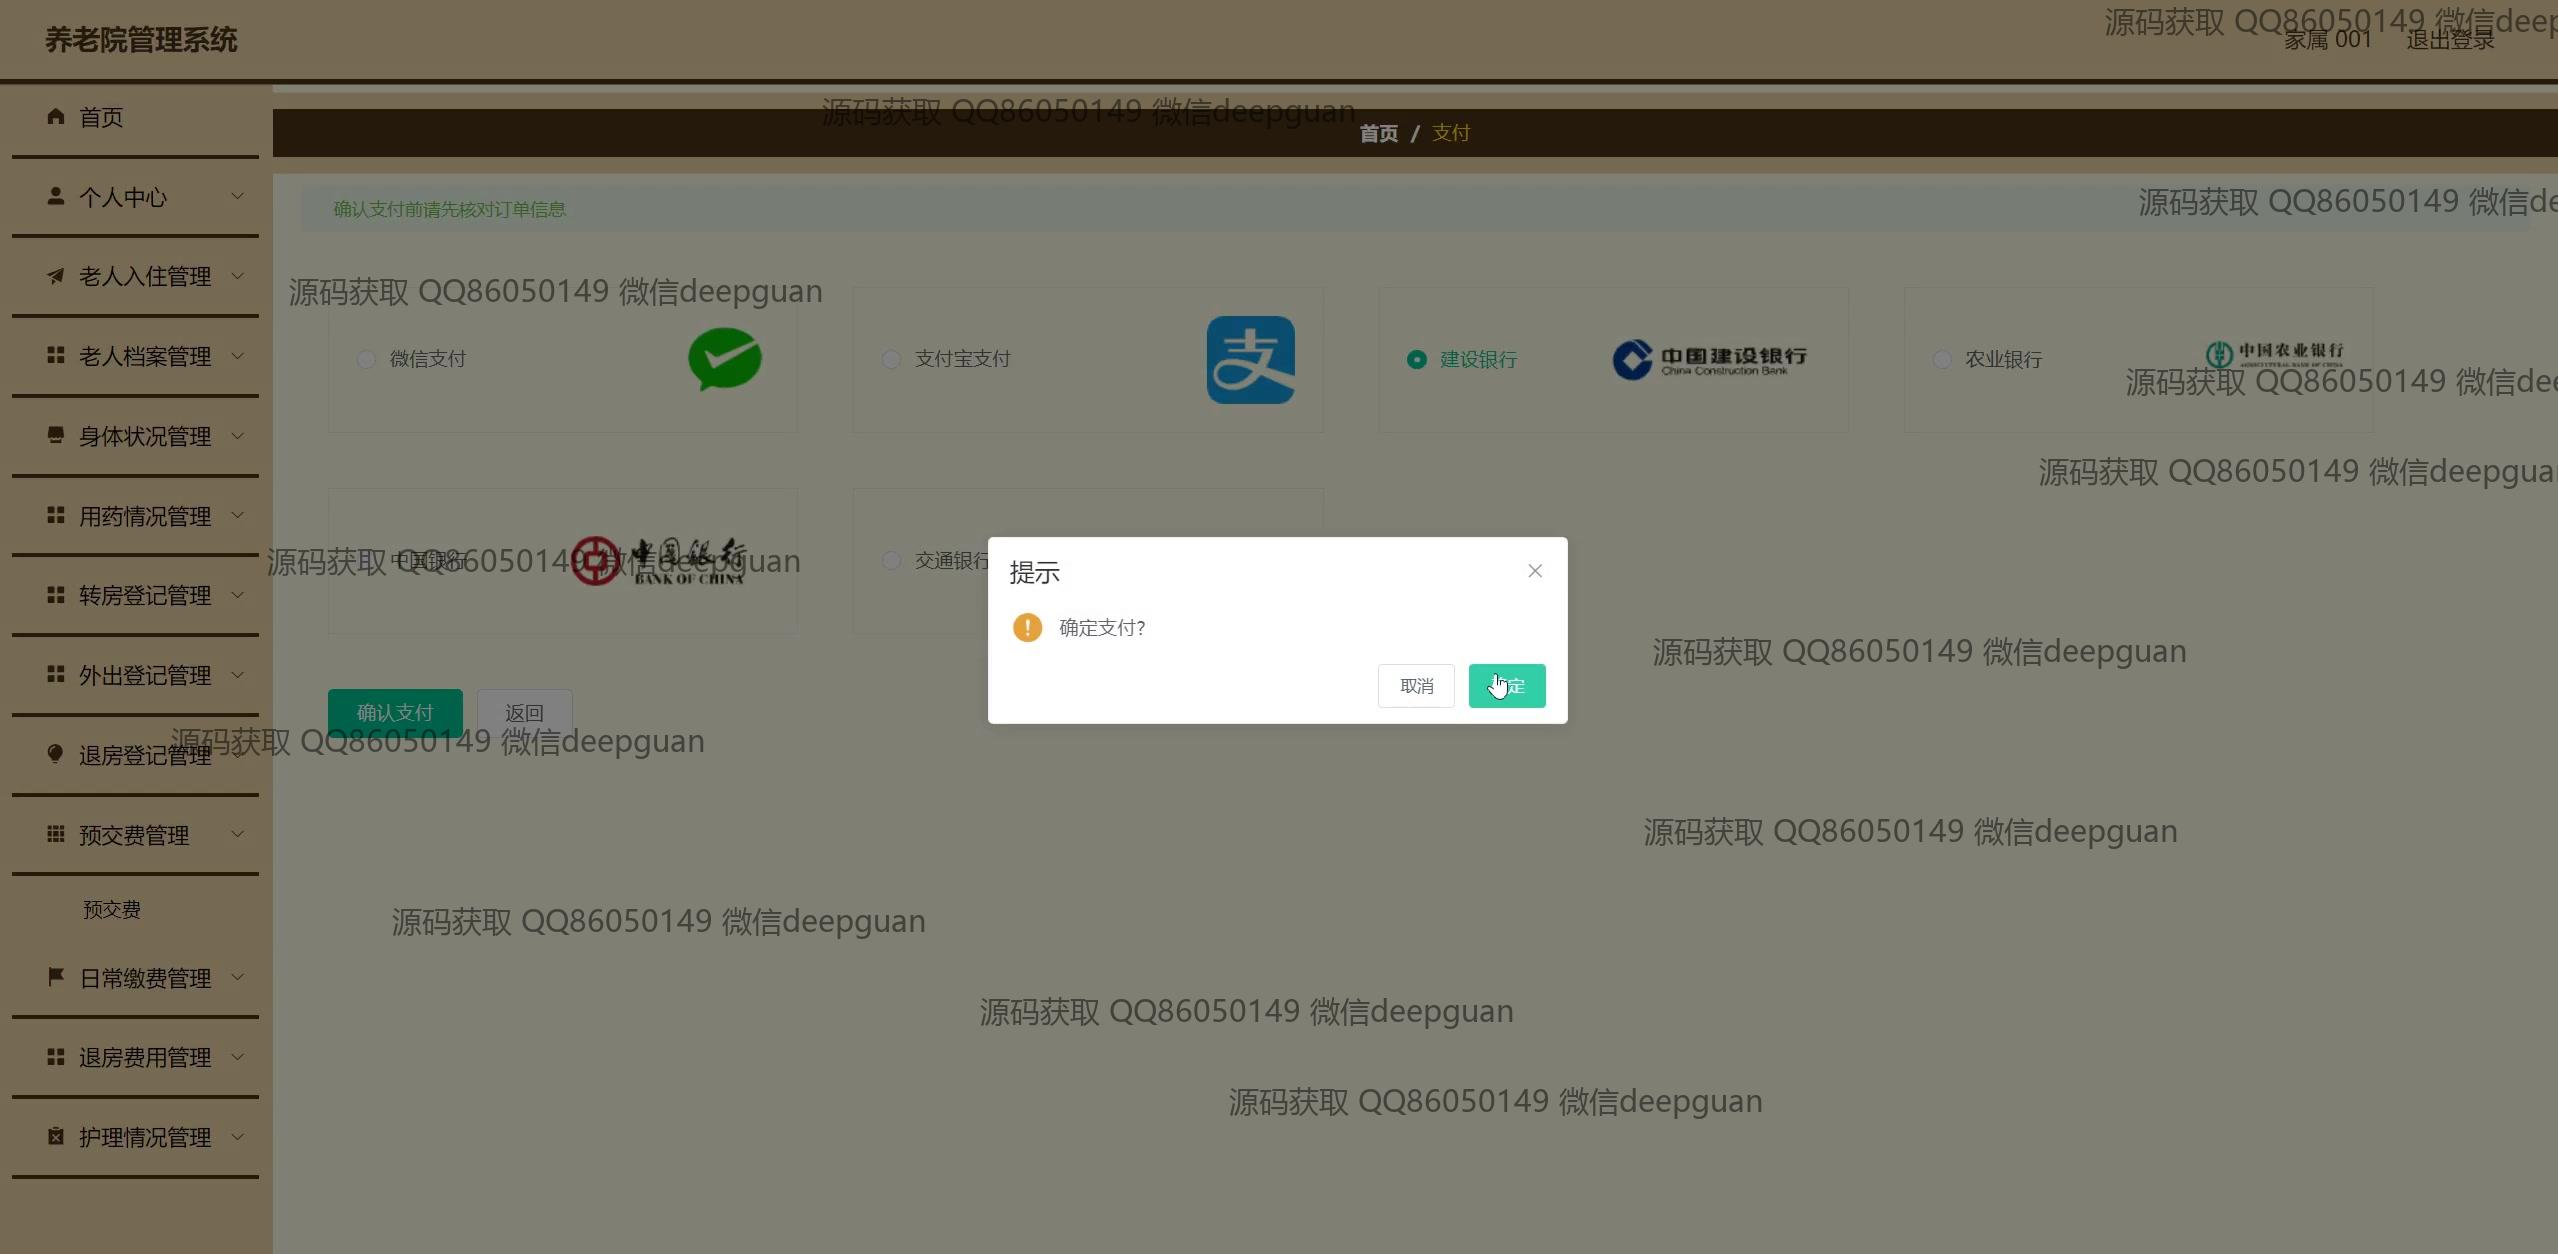 养老院管理系统
源码获取 QQ86050149 微信deep
家属 001
退出登录
首页
源码获取 QQ86050149 微信deepguan
首页 / 支付
个人中心
确认支付前请先核对订单信息
源码获取 QQ86050149 微信de
老人入住管理
源码获取 QQ86050149 微信deepguan
老人档案管理
微信支付
支付宝支付
支
建设银行
中国建设银行
China Construction Bank
农业银行
中国农业银行
AGRICULTURAL BANK OF CHINA
源码获取 QQ86050149 微信dee
身体状况管理
源码获取 QQ86050149 微信deepgua
用药情况管理
源码获取 QQ86050149 微信deepguan
中国银行
中国银行
BANK OF CHINA
交通银行
提示
转房登记管理
确定支付?
源码获取 QQ86050149 微信deepguan
外出登记管理
取消
定
确认支付
返回
源码获取 QQ86050149 微信deepguan
退房登记管理
预交费管理
源码获取 QQ86050149 微信deepguan
预交费
源码获取 QQ86050149 微信deepguan
日常缴费管理
源码获取 QQ86050149 微信deepguan
退房费用管理
源码获取 QQ86050149 微信deepguan
护理情况管理